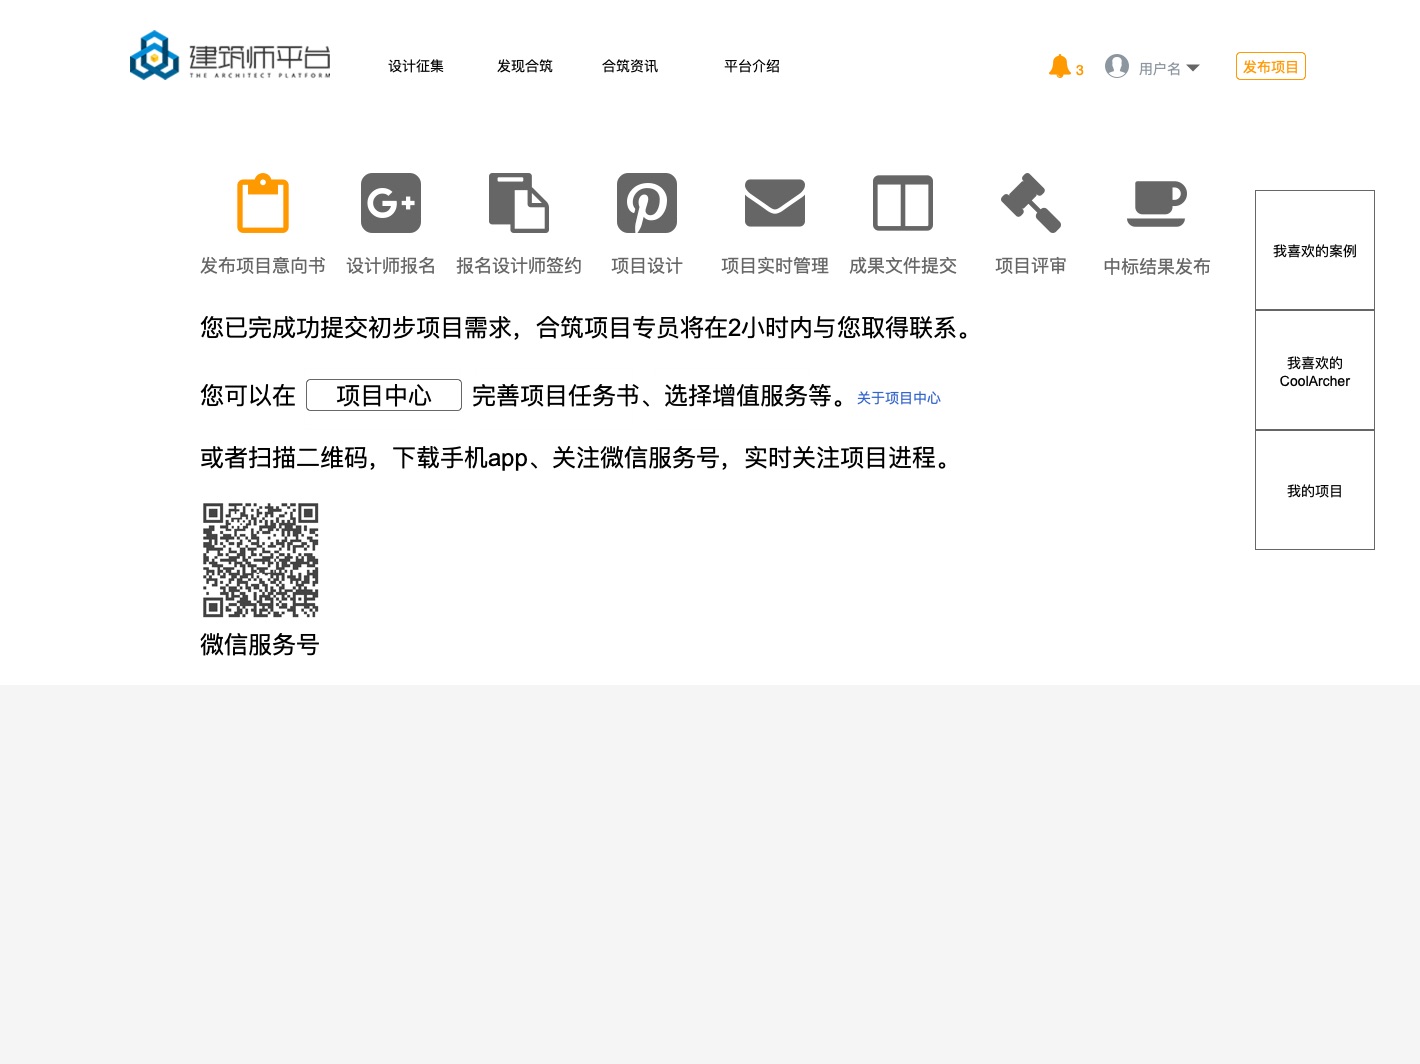 建筑师平台
THE ARCHITECT PLATFORM
设计征集 发现合筑 合筑资讯 平台介绍
3 用户名 发布项目
发布项目意向书 设计师报名 报名设计师签约 项目设计 项目实时管理 成果文件提交 项目评审 中标结果发布
您已完成功提交初步项目需求，合筑项目专员将在2小时内与您取得联系。
您可以在 项目中心 完善项目任务书、选择增值服务等。关于项目中心
或者扫描二维码，下载手机app、关注微信服务号，实时关注项目进程。
微信服务号
我喜欢的案例
我喜欢的
CoolArcher
我的项目